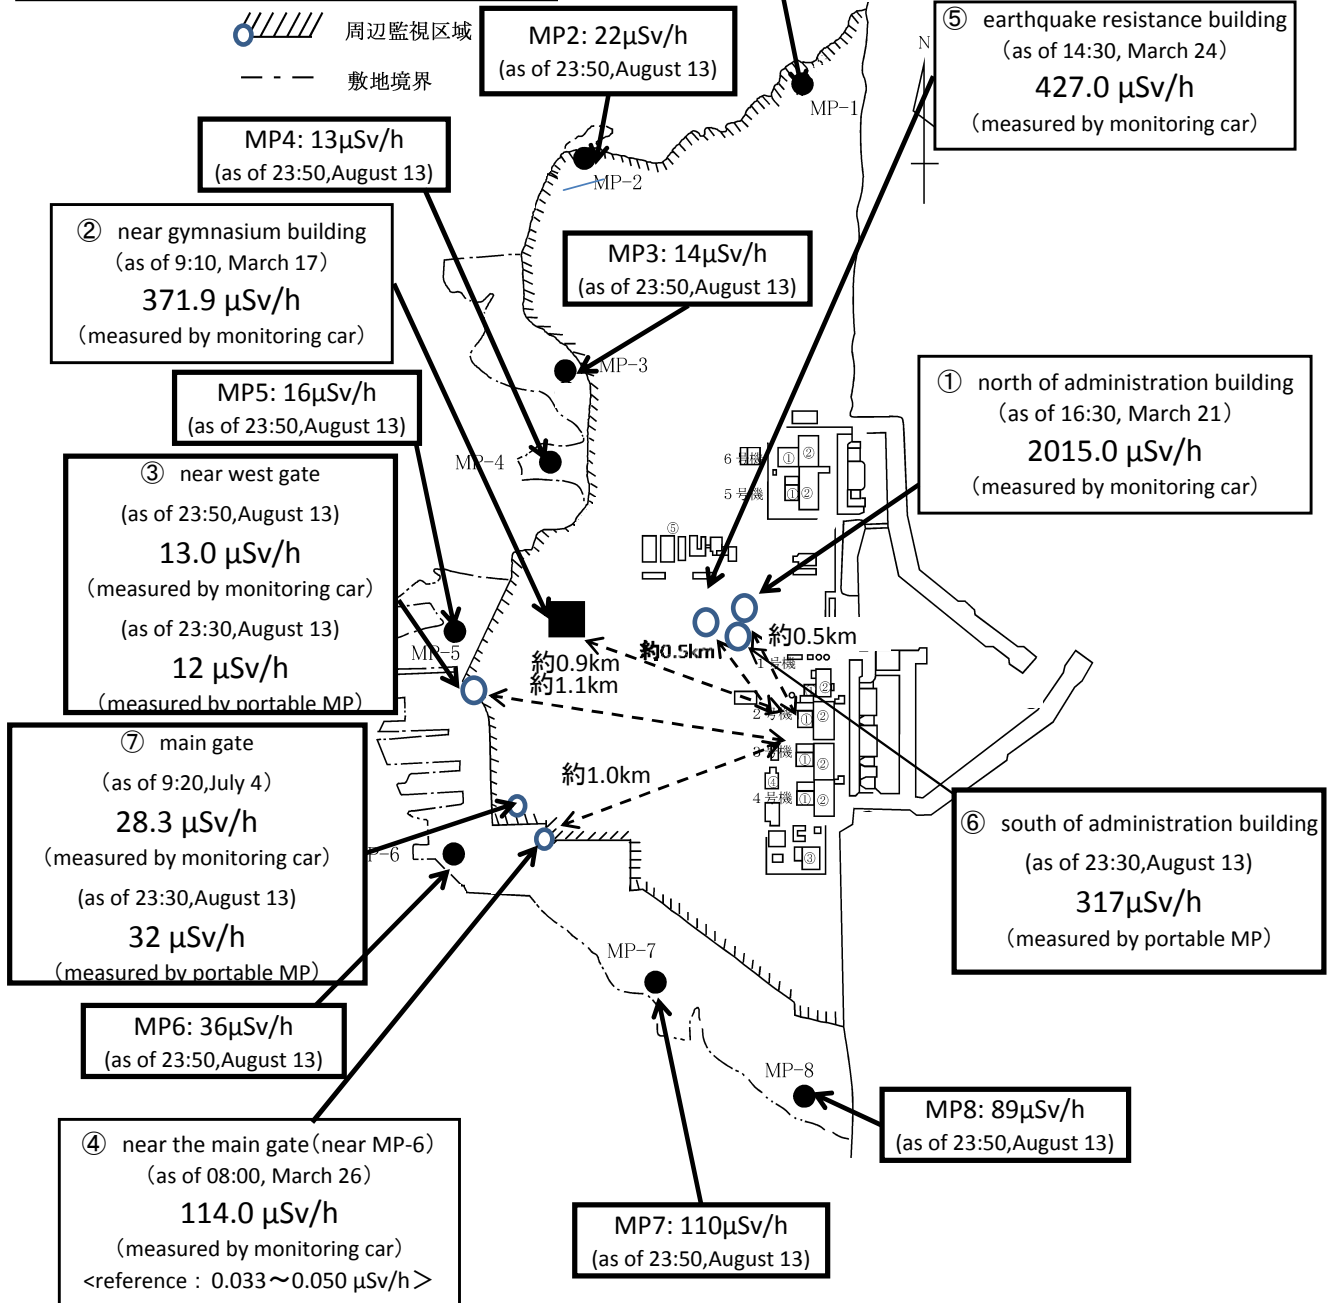 周辺監視区域
敷地境界
MP2: 22μSv/h
(as of 23:50,August 13)
⑤ earthquake resistance building
(as of 14:30, March 24)
427.0 μSv/h
(measured by monitoring car)
N
MP-1
MP4: 13μSv/h
(as of 23:50,August 13)
MP-2
② near gymnasium building
(as of 9:10, March 17)
371.9 μSv/h
(measured by monitoring car)
MP3: 14μSv/h
(as of 23:50,August 13)
MP-3
① north of administration building
(as of 16:30, March 21)
2015.0 μSv/h
(measured by monitoring car)
MP5: 16μSv/h
(as of 23:50,August 13)
MP-4
6号機
① ②
5号機
① ②
⑤
③ near west gate
(as of 23:50,August 13)
13.0 μSv/h
(measured by monitoring car)
(as of 23:30,August 13)
12 μSv/h
(measured by portable MP)
MP-5
約0.9km
約1.1km
約0.5km
約0.5km
1号機
②
2号機
① ②
3号機
① ②
④
4号機
① ②
③
約1.0km
⑦ main gate
(as of 9:20,July 4)
28.3 μSv/h
(measured by monitoring car)
(as of 23:30,August 13)
32 μSv/h
(measured by portable MP)
P-6
⑥ south of administration building
(as of 23:30,August 13)
317μSv/h
(measured by portable MP)
MP-7
MP6: 36μSv/h
(as of 23:50,August 13)
MP-8
MP8: 89μSv/h
(as of 23:50,August 13)
④ near the main gate(near MP-6)
(as of 08:00, March 26)
114.0 μSv/h
(measured by monitoring car)
<reference : 0.033〜0.050 μSv/h>
MP7: 110μSv/h
(as of 23:50,August 13)